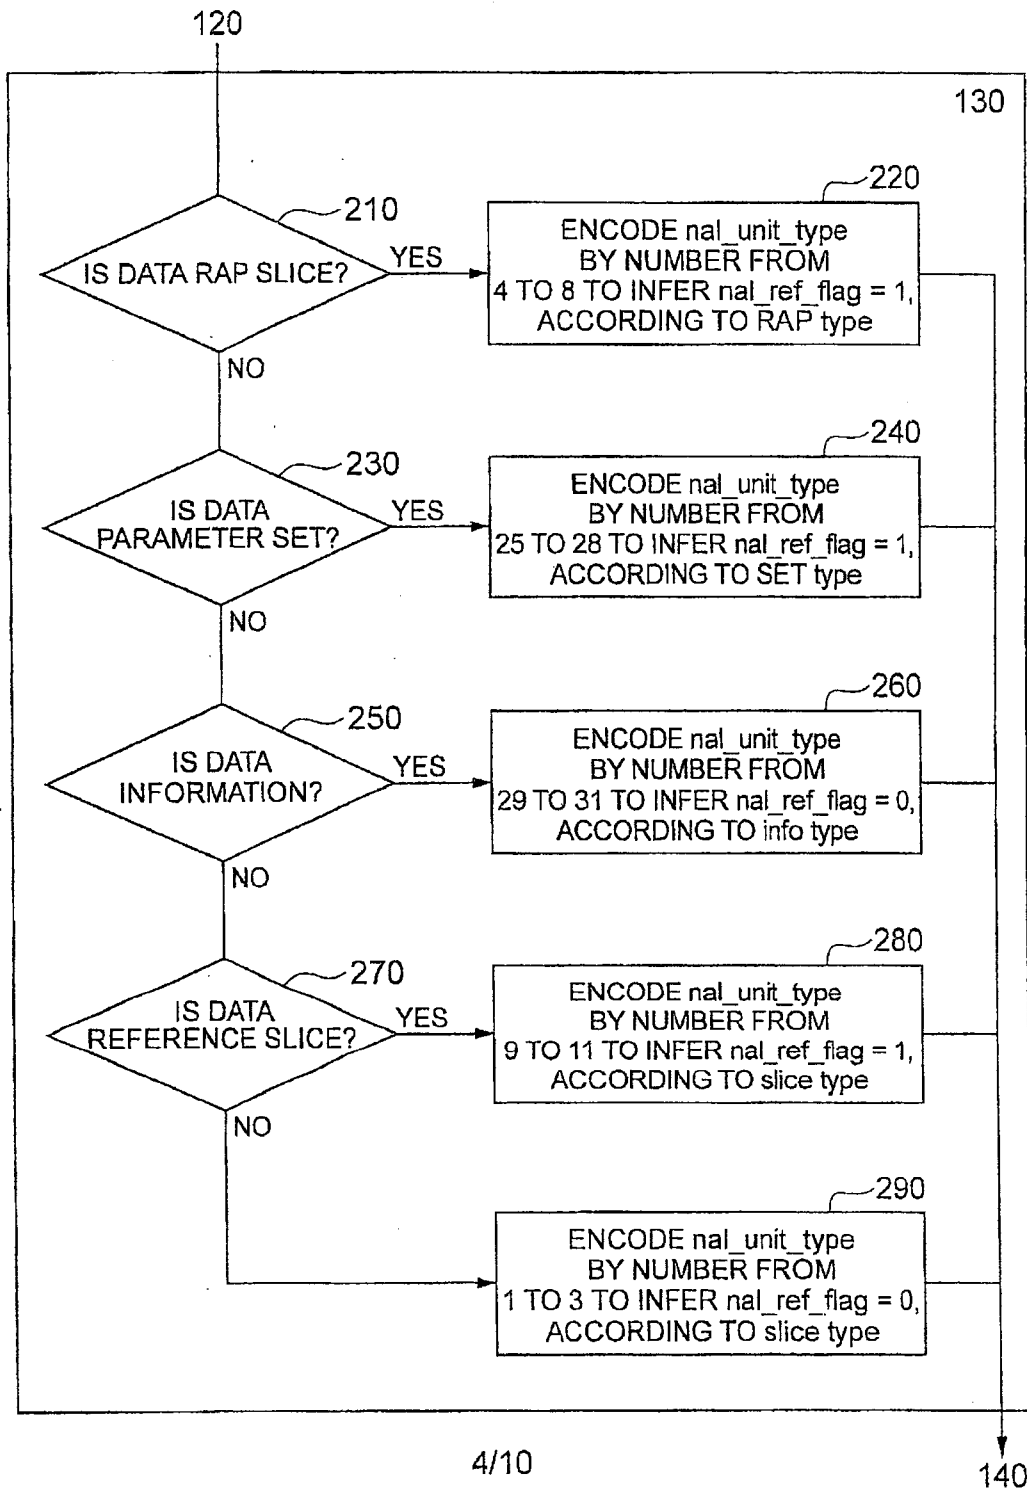 120
130
210
IS DATA RAP SLICE?
YES
NO
220
ENCODE nal_unit_type
BY NUMBER FROM
4 TO 8 TO INFER nal_ref_flag = 1,
ACCORDING TO RAP type
230
IS DATA
PARAMETER SET?
YES
NO
240
ENCODE nal_unit_type
BY NUMBER FROM
25 TO 28 TO INFER nal_ref_flag = 1,
ACCORDING TO SET type
250
IS DATA
INFORMATION?
YES
NO
260
ENCODE nal_unit_type
BY NUMBER FROM
29 TO 31 TO INFER nal_ref_flag = 0,
ACCORDING TO info type
270
IS DATA
REFERENCE SLICE?
YES
NO
280
ENCODE nal_unit_type
BY NUMBER FROM
9 TO 11 TO INFER nal_ref_flag = 1,
ACCORDING TO slice type
290
ENCODE nal_unit_type
BY NUMBER FROM
1 TO 3 TO INFER nal_ref_flag = 0,
ACCORDING TO slice type
4/10
140